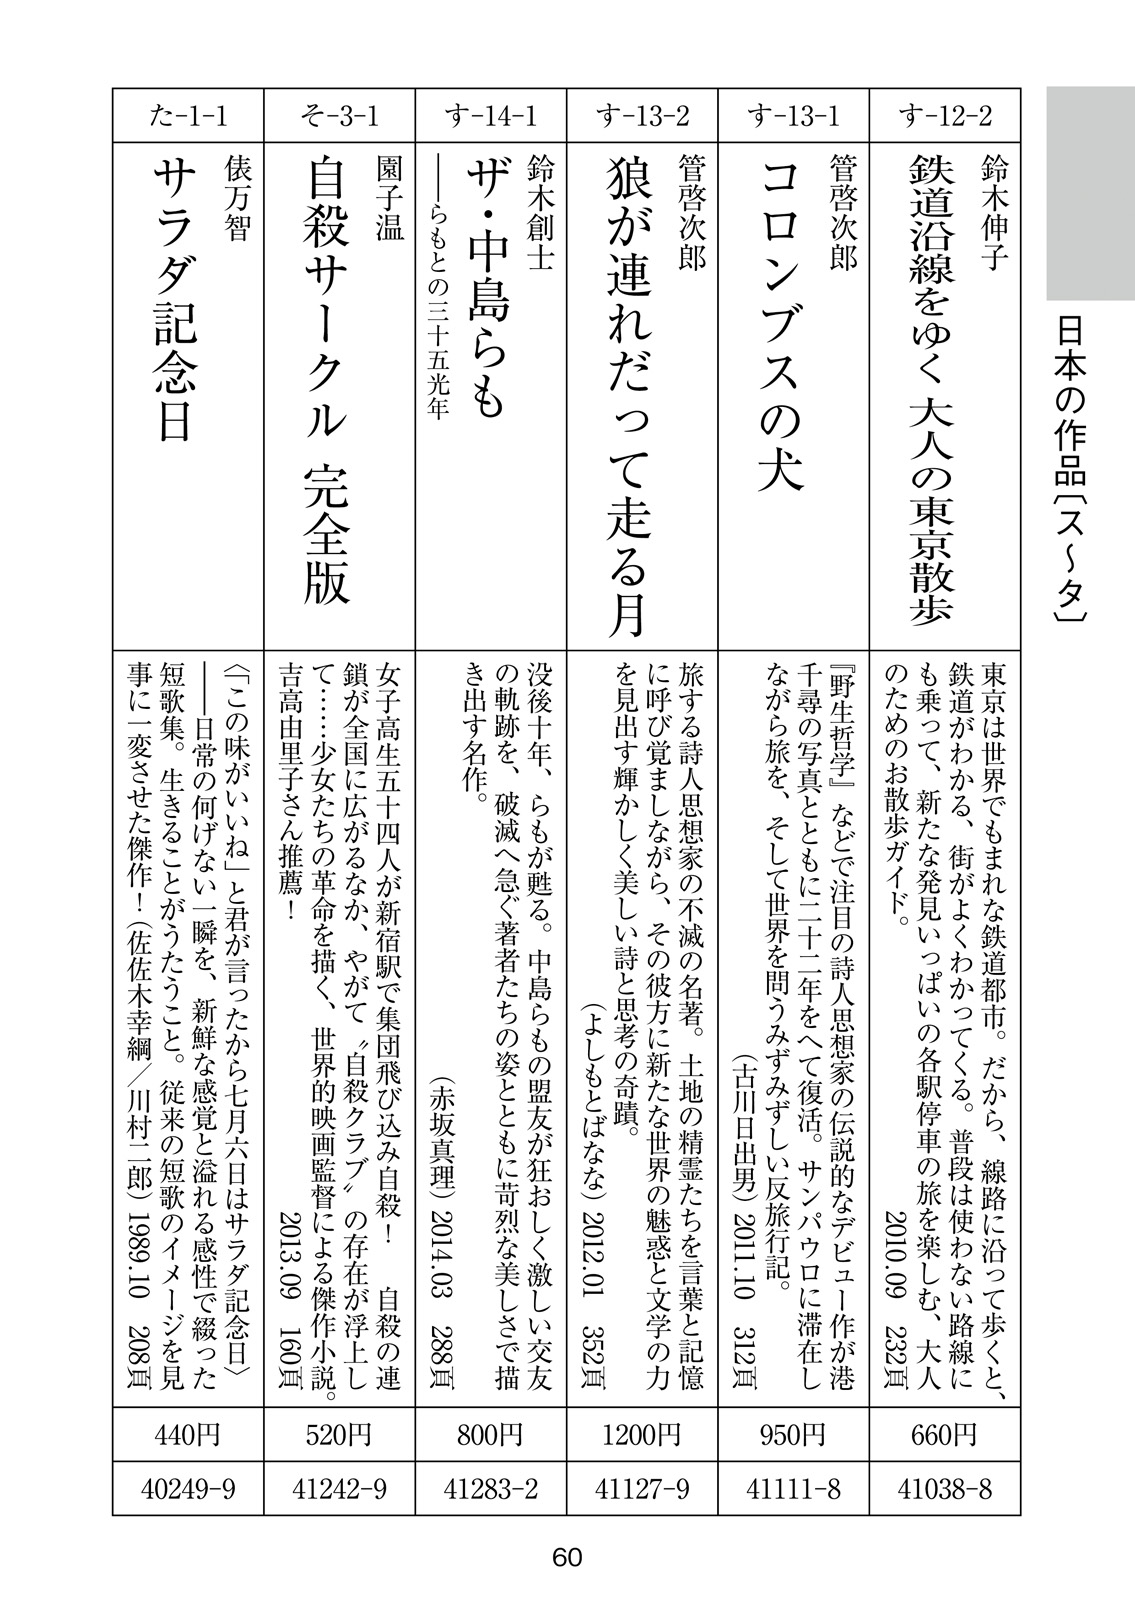 日本の作品〔ス〜タ〕
す-12-2
鈴木伸子
鉄道沿線をゆく 大人の東京散歩
東京は世界でもまれな鉄道都市。だから、線路に沿って歩くと、
鉄道がわかる、街がよくわかってくる。普段は使わない路線に
も乗って、新たな発見いっぱいの各駅停車の旅を楽しむ、大人
のためのお散歩ガイド。 2010.09 232頁
660円
41038-8
す-13-1
管啓次郎
コロンブスの犬
『野生哲学』などで注目の詩人思想家の伝説的なデビュー作が港
千尋の写真とともに二十二年をへて復活。サンパウロに滞在し
ながら旅を、そして世界を問うみずみずしい反旅行記。
(古川日出男) 2011.10 312頁
950円
41111-8
す-13-2
管啓次郎
狼が連れだって走る月
旅する詩人思想家の不滅の名著。土地の精霊たちを言葉と記憶
に呼び覚ましながら、その彼方に新たな世界の魅惑と文学の力
を見出す輝かしく美しい詩と思考の奇蹟。
(よしもとばなな) 2012.01 352頁
1200円
41127-9
す-14-1
鈴木創士
ザ・中島らも
――らもとの三十五光年
没後十年、らもが甦る。中島らもの盟友が狂おしく激しい交友
の軌跡を、破滅へ急ぐ著者たちの姿とともに苛烈な美しさで描
き出す名作。
(赤坂真理) 2014.03 288頁
800円
41283-2
そ-3-1
園子温
自殺サークル 完全版
女子高生五十四人が新宿駅で集団飛び込み自殺! 自殺の連
鎖が全国に広がるなか、やがて〝自殺クラブ〟の存在が浮上し
て……少女たちの革命を描く、世界的映画監督による傑作小説。
吉高由里子さん推薦! 2013.09 160頁
520円
41242-9
た-1-1
俵万智
サラダ記念日
〈「この味がいいね」と君が言ったから七月六日はサラダ記念日〉
――日常の何げない一瞬を、新鮮な感覚と溢れる感性で綴った
短歌集。生きることがうたうこと。従来の短歌のイメージを見
事に一変させた傑作!(佐佐木幸綱/川村二郎) 1989.10 208頁
440円
40249-9
60